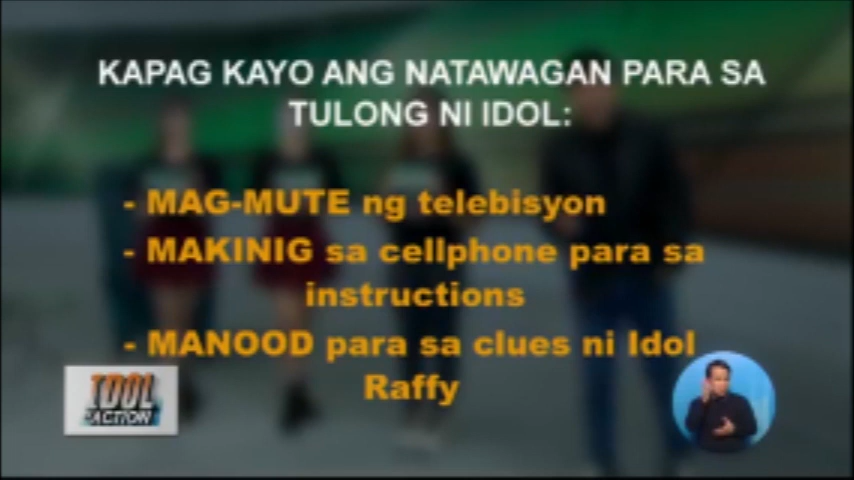 KAPAG KAYO ANG NATAWAGAN PARA SA
TULONG NI IDOL:
- MAG-MUTE ng telebisyon
- MAKINIG sa cellphone para sa
instructions
- MANOOD para sa clues ni Idol
Raffy
IDOL
ACTION